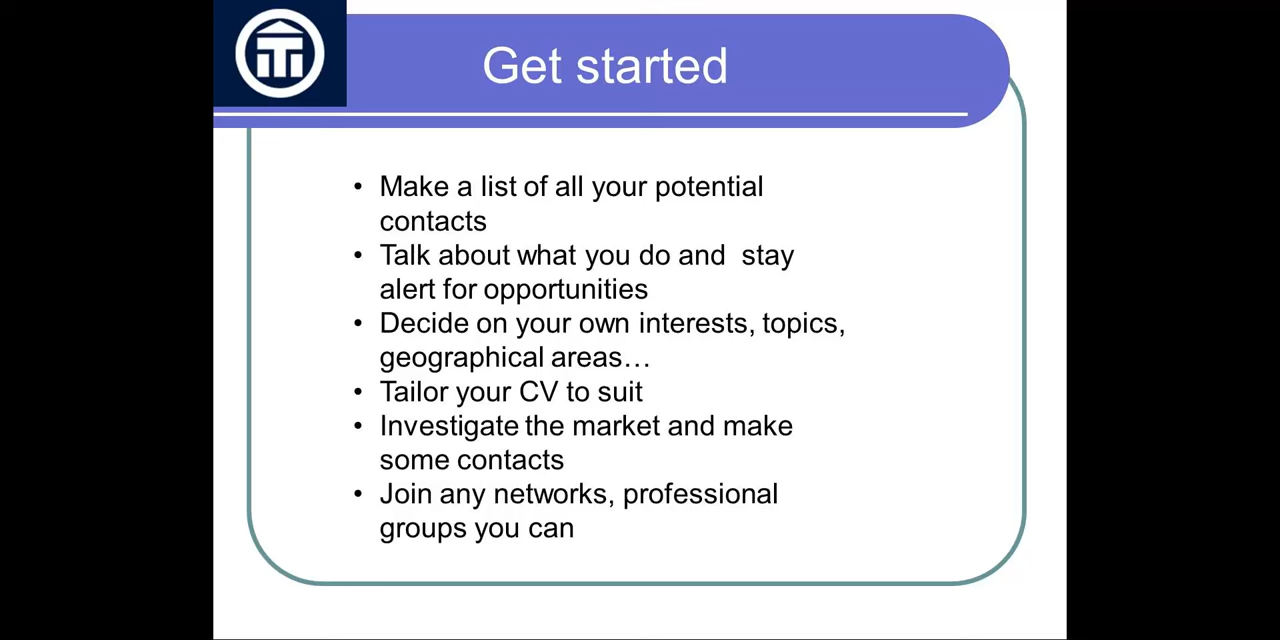 Get started
• Make a list of all your potential
contacts
• Talk about what you do and  stay
alert for opportunities
• Decide on your own interests, topics,
geographical areas…
• Tailor your CV to suit
• Investigate the market and make
some contacts
• Join any networks, professional
groups you can